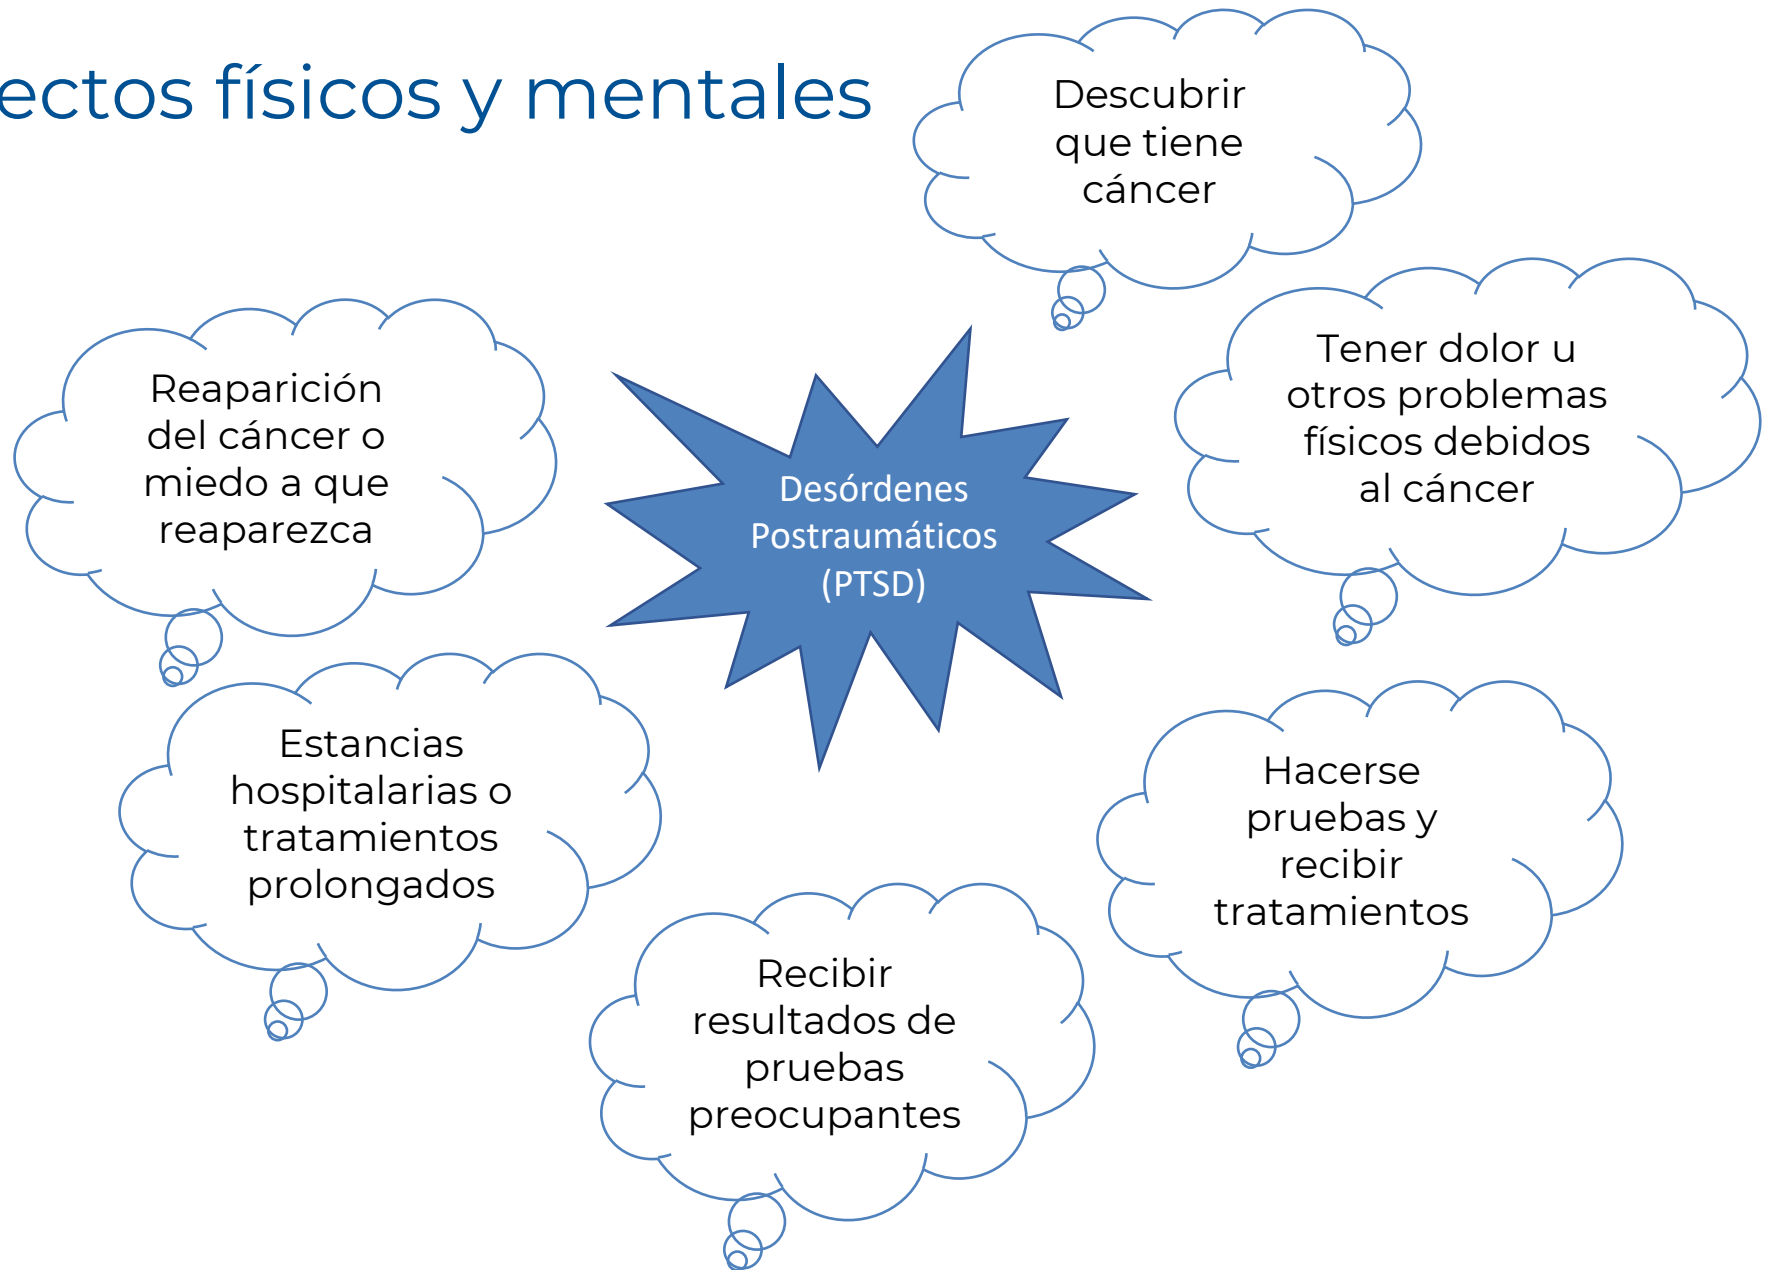 ectos físicos y mentales
Descubrir
que tiene
cáncer
Tener dolor u
otros problemas
físicos debidos
al cáncer
Reaparición
del cáncer o
miedo a que
reaparezca
Desórdenes
Postraumáticos
(PTSD)
Estancias
hospitalarias o
tratamientos
prolongados
Hacerse
pruebas y
recibir
tratamientos
Recibir
resultados de
pruebas
preocupantes